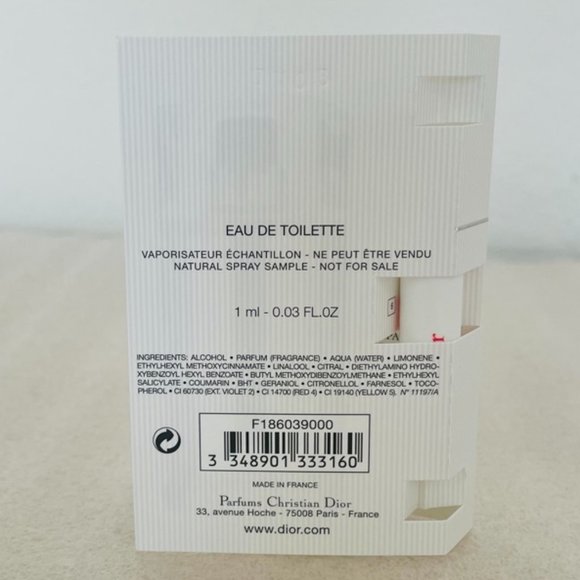 EAU DE TOILETTE
VAPORISATEUR ÉCHANTILLON - NE PEUT ÊTRE VENDU
NATURAL SPRAY SAMPLE - NOT FOR SALE
1 ml - 0.03 FL.OZ
INGREDIENTS: ALCOHOL • PARFUM (FRAGRANCE) • AQUA (WATER) • LIMONENE •
ETHYLHEXYL METHOXYCINNAMATE • LINALOOL • CITRAL • DIETHYLAMINO HYDRO-
XYBENZOYL HEXYL BENZOATE • BUTYL METHOXYDIBENZOYLMETHANE • ETHYLHEXYL
SALICYLATE • COUMARIN • BHT • GERANIOL • CITRONELLOL • FARNESOL • TOCO-
PHEROL • CI 60730 (EXT. VIOLET 2) • CI 14700 (RED 4) • CI 19140 (YELLOW 5). N° 11197/A
F186039000
3 348901 333160
MADE IN FRANCE
Parfums Christian Dior
33, avenue Hoche - 75008 Paris - France
www.dior.com